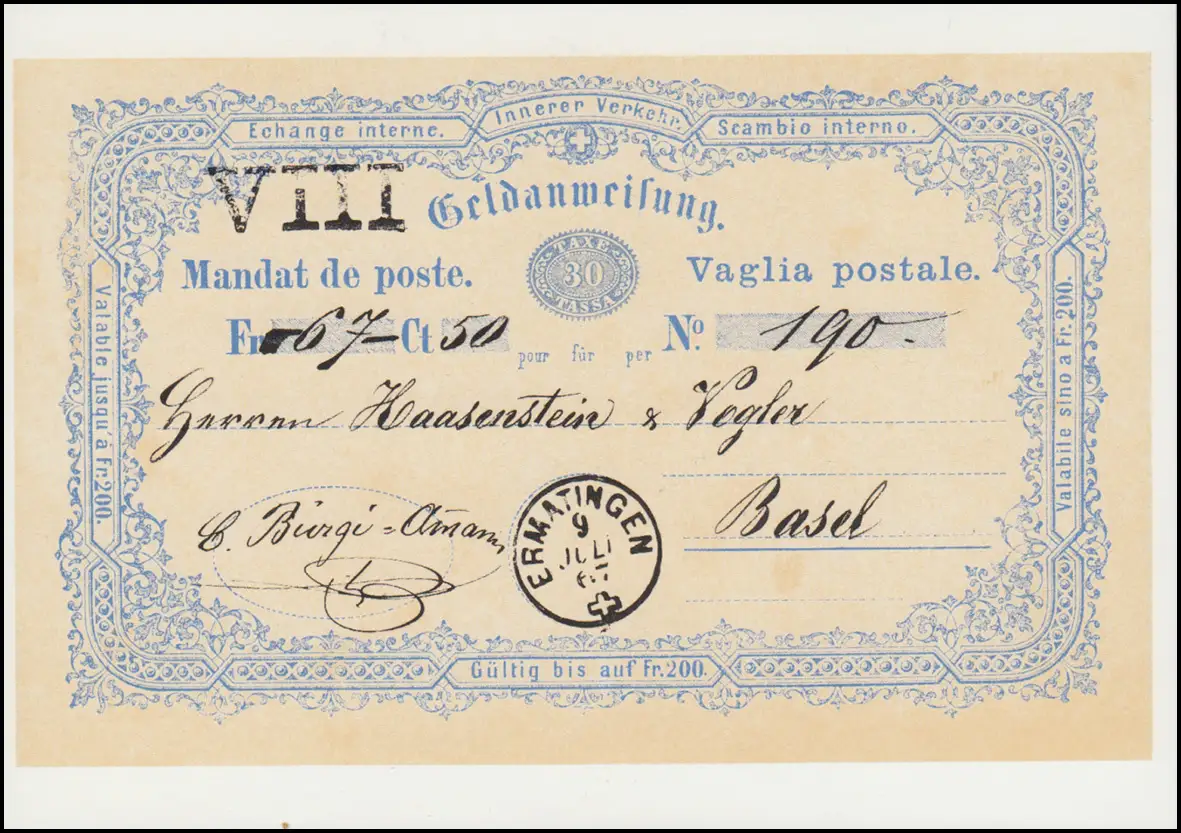 Echange interne.
Innerer Verkehr.
Scambio interno.
VIII
Geldanweisung.
Mandat de poste.
TAXE
30
TASSA
Vaglia postale.
Fr. 67 - Ct 50
pour für per
No. 190 -
Herren Haasenstein & Vogler
Basel
Bürgi = Amann
ERMATINGEN
9
JULI
67
Valable jusqu'à Fr. 200.
Valabile sino a Fr. 200.
Gültig bis auf Fr. 200.